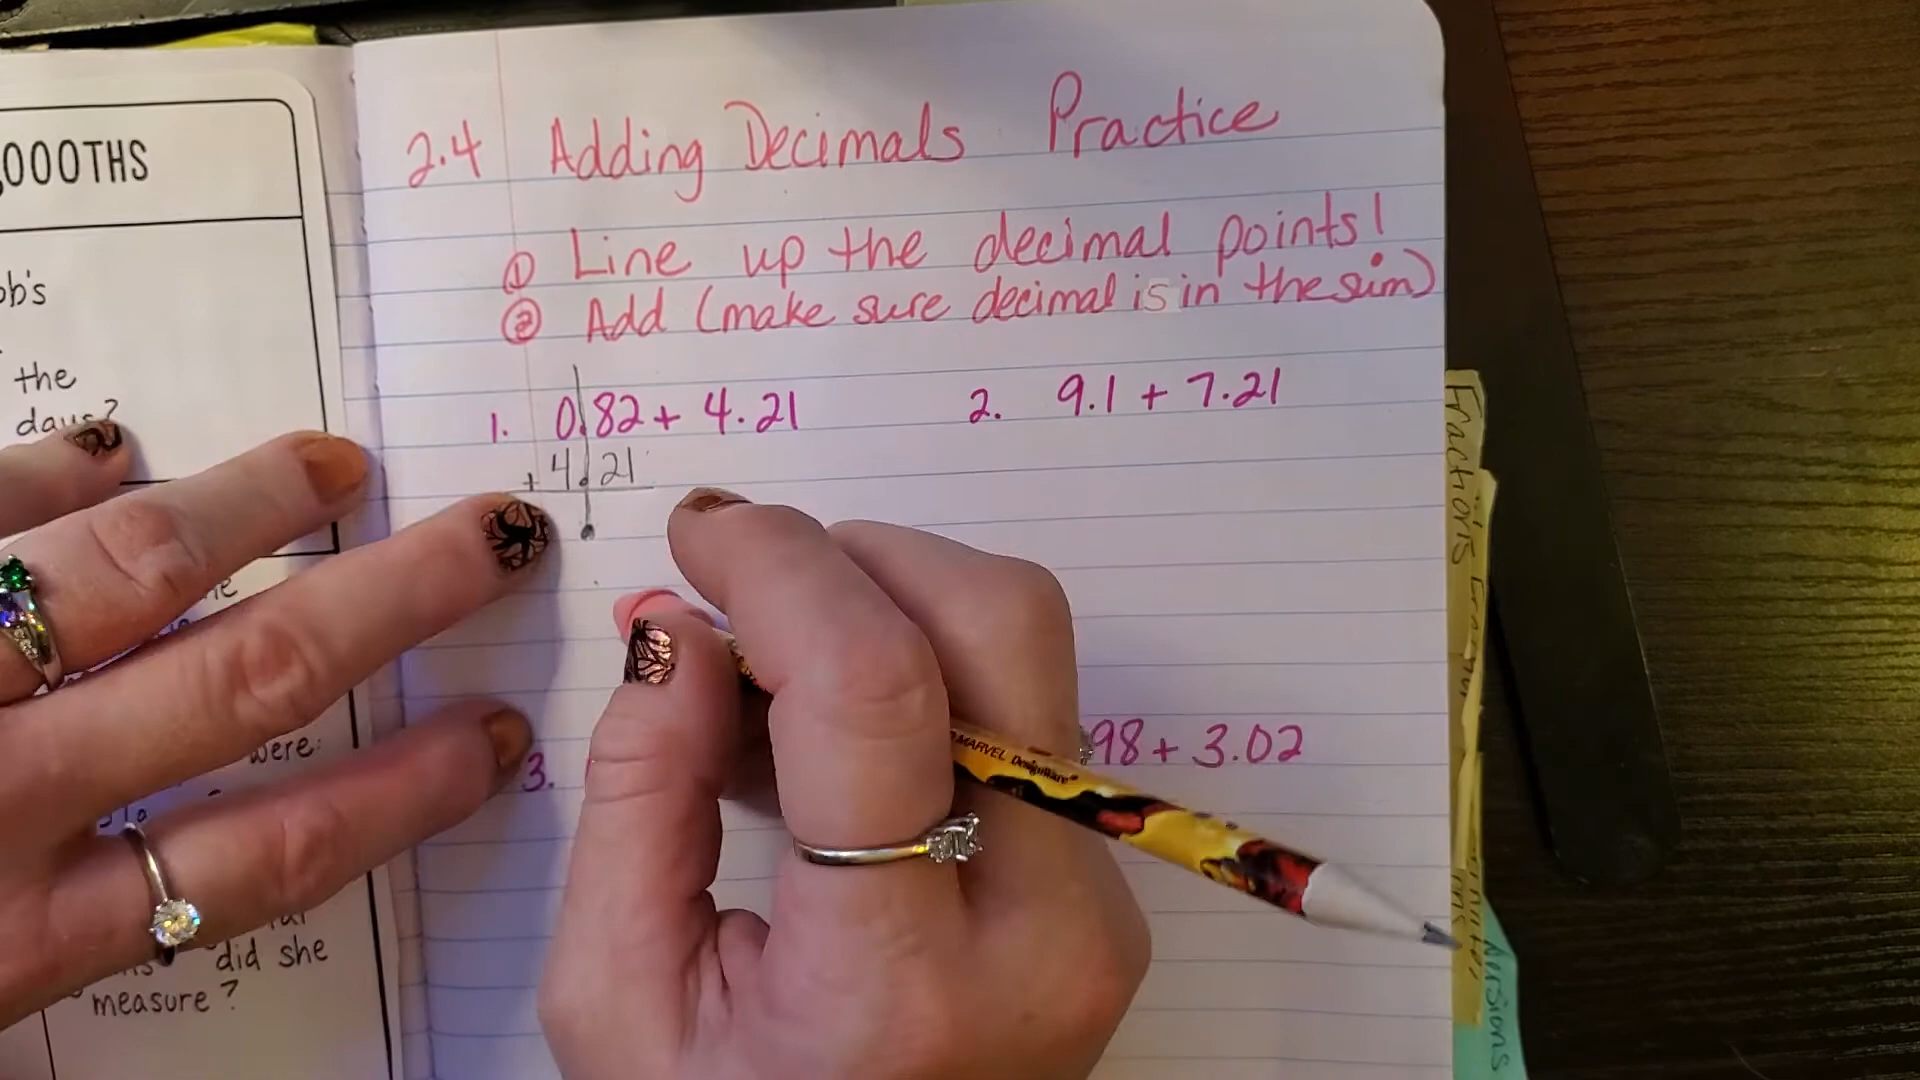 000THS
ob's
the
days?
were:
did she
measure?
2.4 Adding Decimals Practice
① Line up the decimal points!
② Add (make sure decimal is in the sum)
1. 0.82 + 4.21
+ 4.21
.
2. 9.1 + 7.21
3.
98 + 3.02
MARVEL DesignWare
Fractions